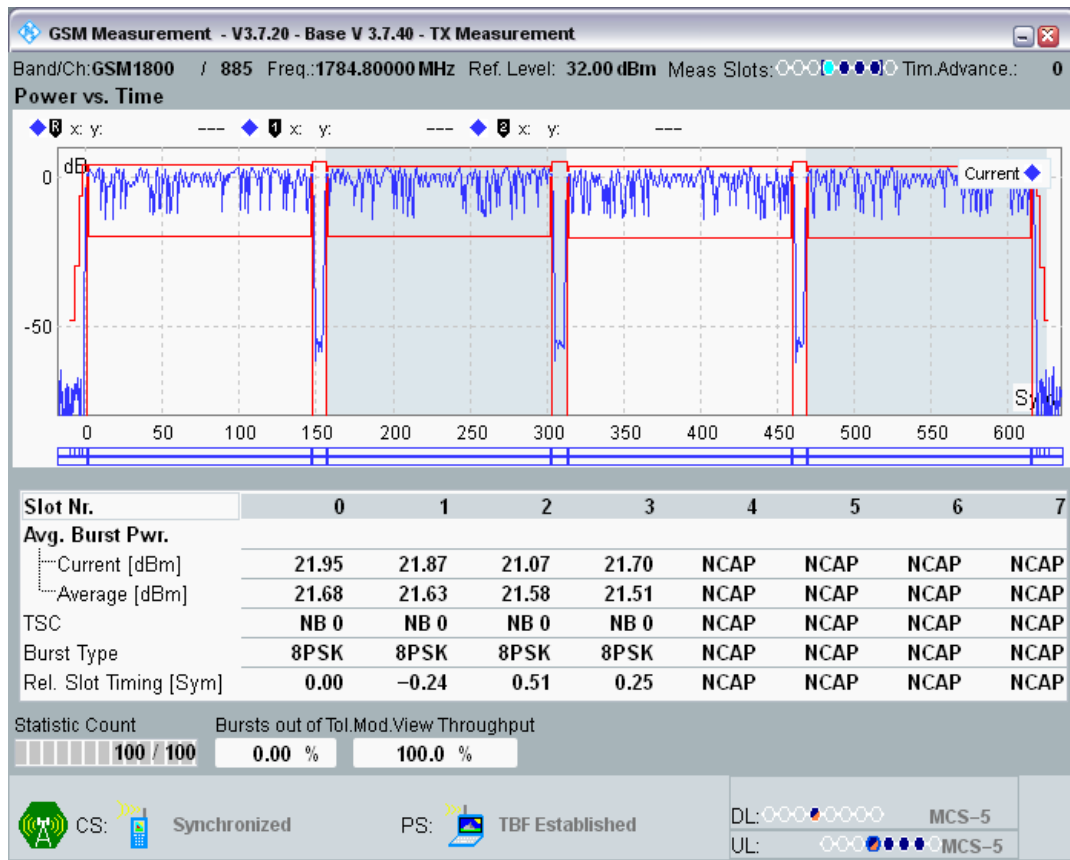 GSM Measurement - V3.7.20 - Base V 3.7.40 - TX Measurement
Band/Ch:GSM1800 / 885 Freq.:1784.80000 MHz Ref. Level: 32.00 dBm Meas Slots: Tim.Advance.: 0
Power vs. Time
R x: y: --- 1 x: y: --- 2 x: y: ---
dB
Current
0
-50
0 50 100 150 200 250 300 350 400 450 500 550 600
Slot Nr. 0 1 2 3 4 5 6 7
Avg. Burst Pwr.
Current [dBm] 21.95 21.87 21.07 21.70 NCAP NCAP NCAP NCAP
Average [dBm] 21.68 21.63 21.58 21.51 NCAP NCAP NCAP NCAP
TSC NB 0 NB 0 NB 0 NB 0 NCAP NCAP NCAP NCAP
Burst Type 8PSK 8PSK 8PSK 8PSK NCAP NCAP NCAP NCAP
Rel. Slot Timing [Sym] 0.00 −0.24 0.51 0.25 NCAP NCAP NCAP NCAP
Statistic Count Bursts out of Tol.Mod.View Throughput
100 / 100 0.00 % 100.0 %
CS: Synchronized PS: TBF Established
DL: MCS−5
UL: MCS−5